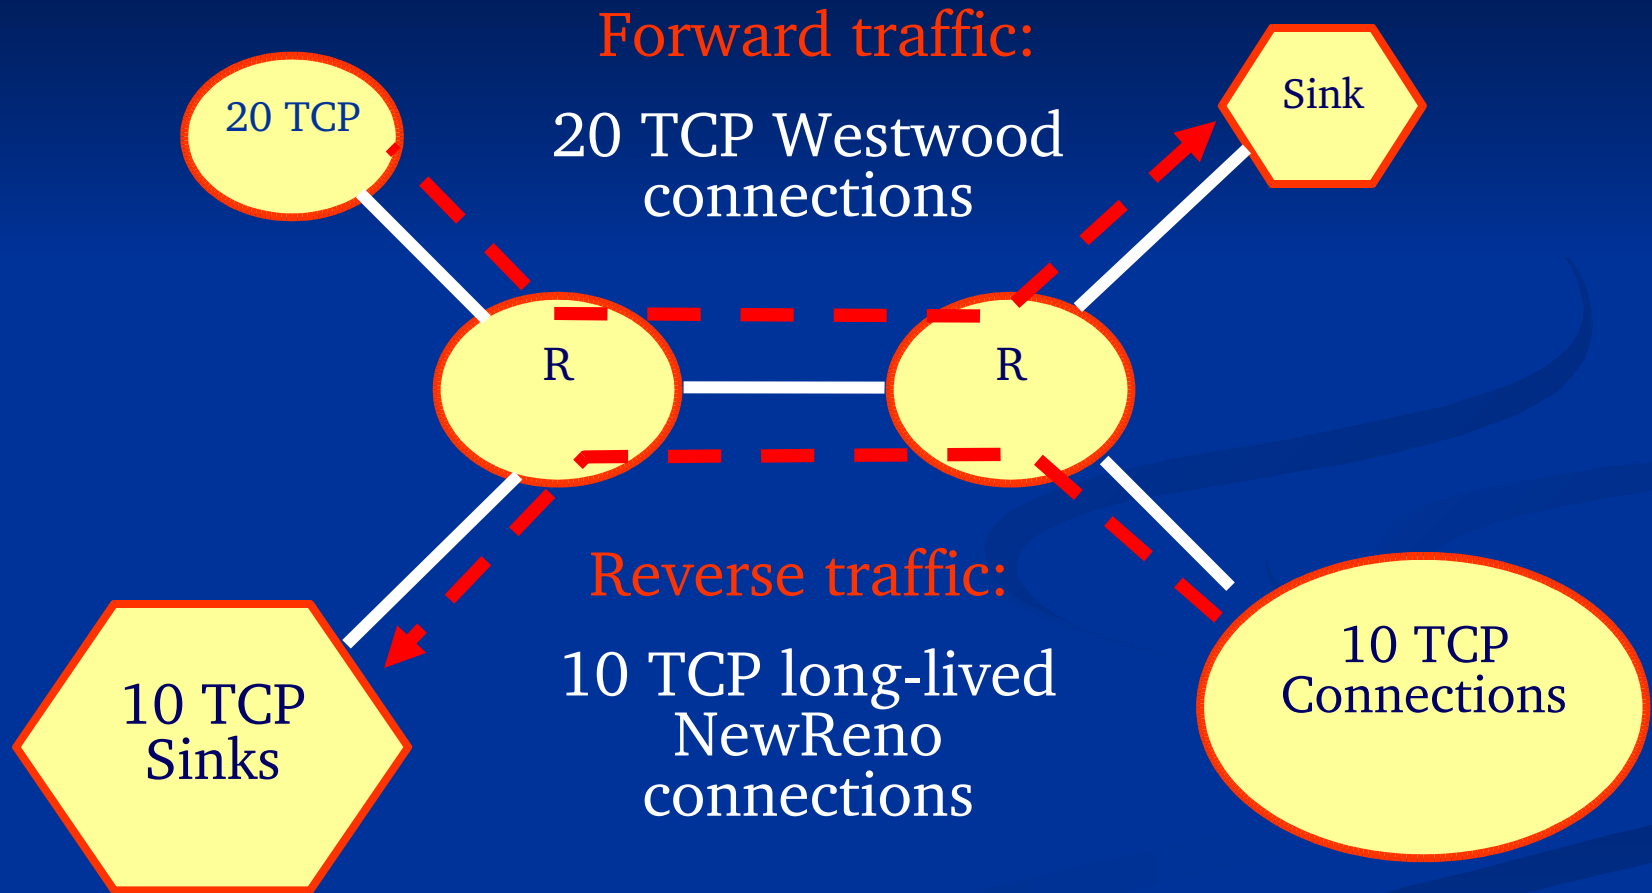 Forward traffic:
20 TCP
20 TCP Westwood
connections
Sink
R
R
Reverse traffic:
10 TCP long-lived
NewReno
connections
10 TCP
Sinks
10 TCP
Connections